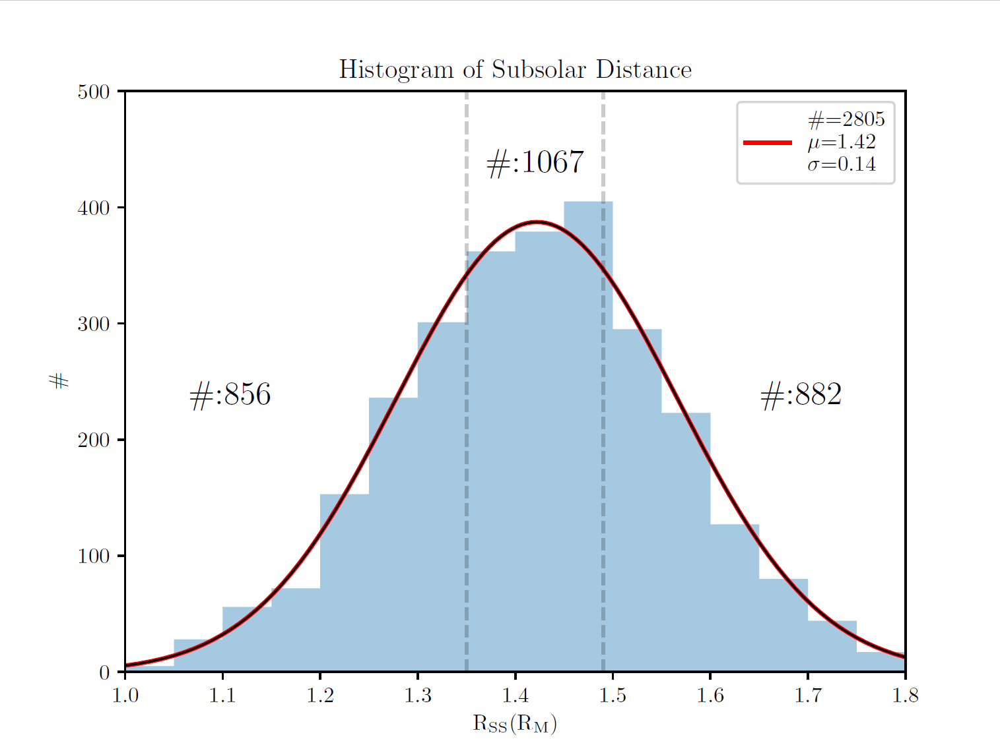 Histogram of Subsolar Distance
#=2805
μ=1.42
σ=0.14
#:1067
#:856
#:882
#
500
400
300
200
100
0
1.0 1.1 1.2 1.3 1.4 1.5 1.6 1.7 1.8
R_SS(R_M)